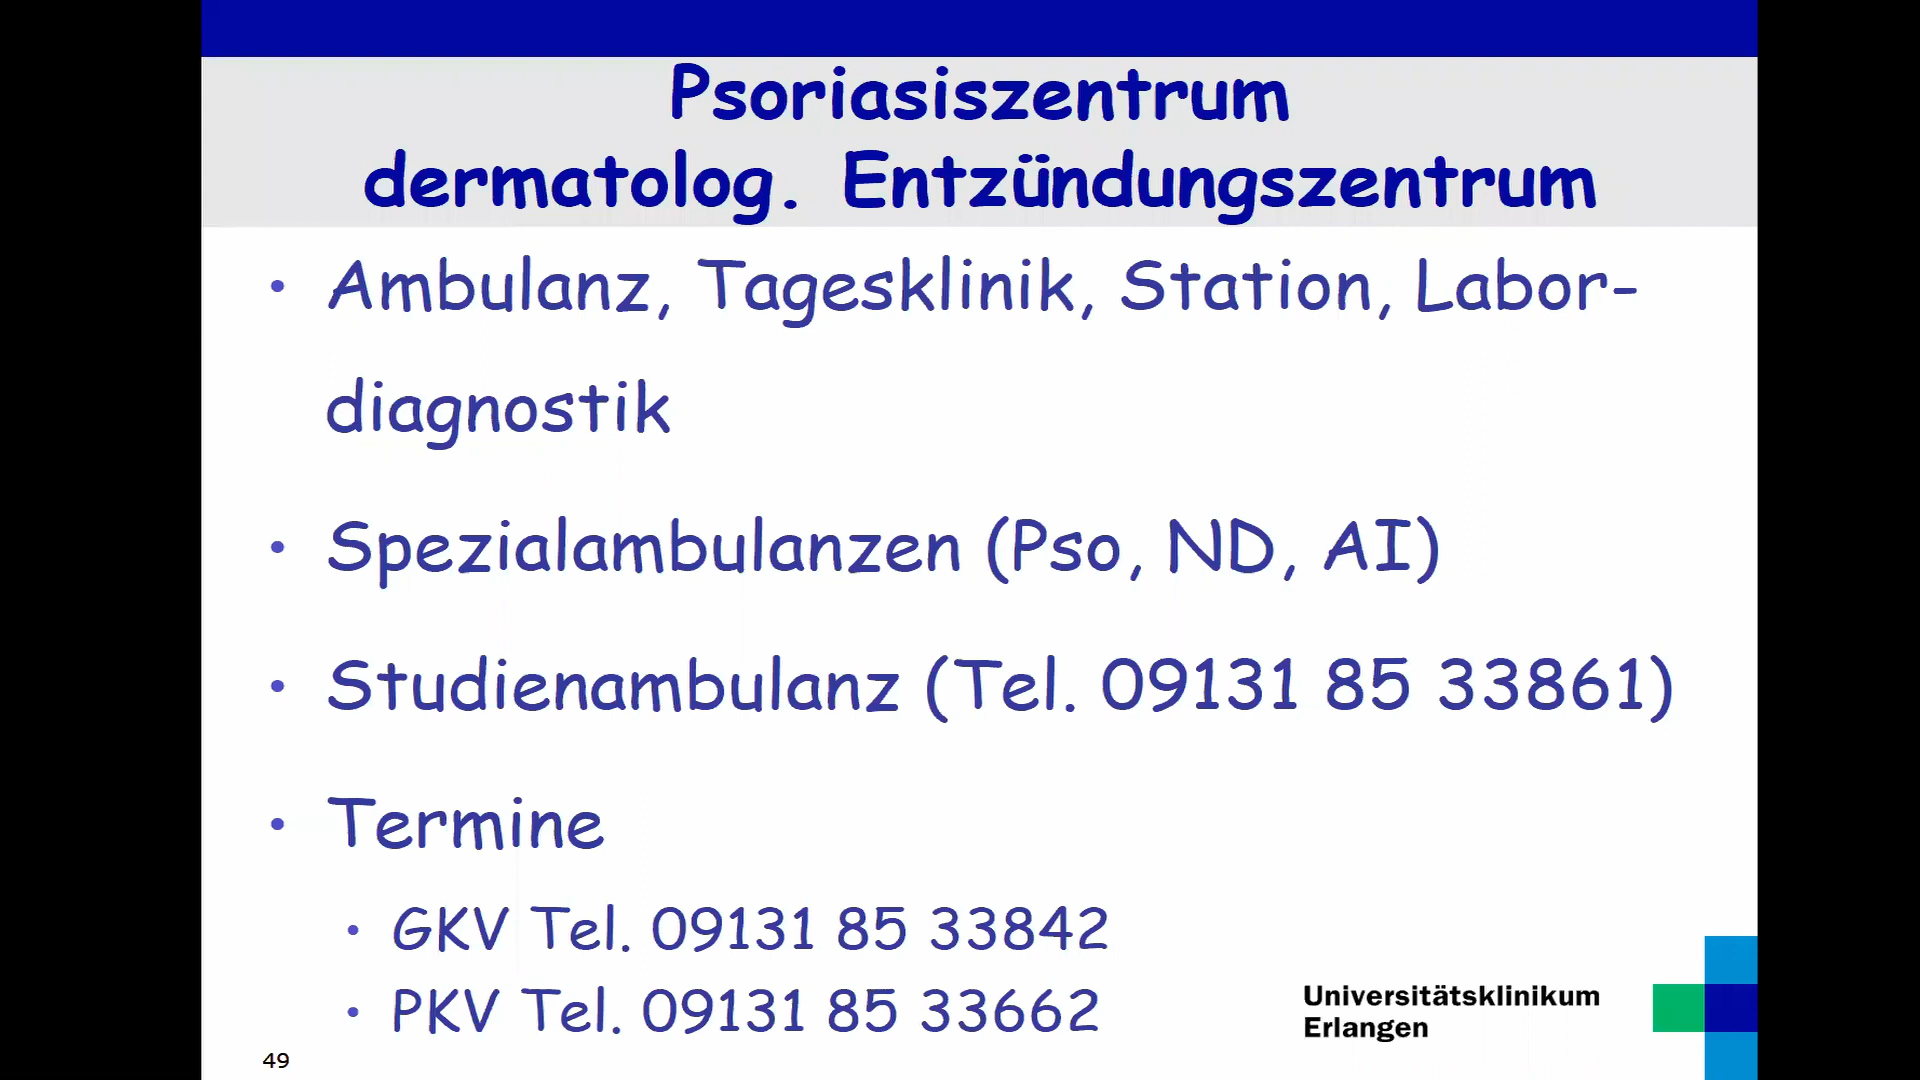 Psoriasiszentrum
dermatolog. Entzündungszentrum
• Ambulanz, Tagesklinik, Station, Labor-
diagnostik
• Spezialambulanzen (Pso, ND, AI)
• Studienambulanz (Tel. 09131 85 33861)
• Termine
• GKV Tel. 09131 85 33842
• PKV Tel. 09131 85 33662
Universitätsklinikum
Erlangen
49